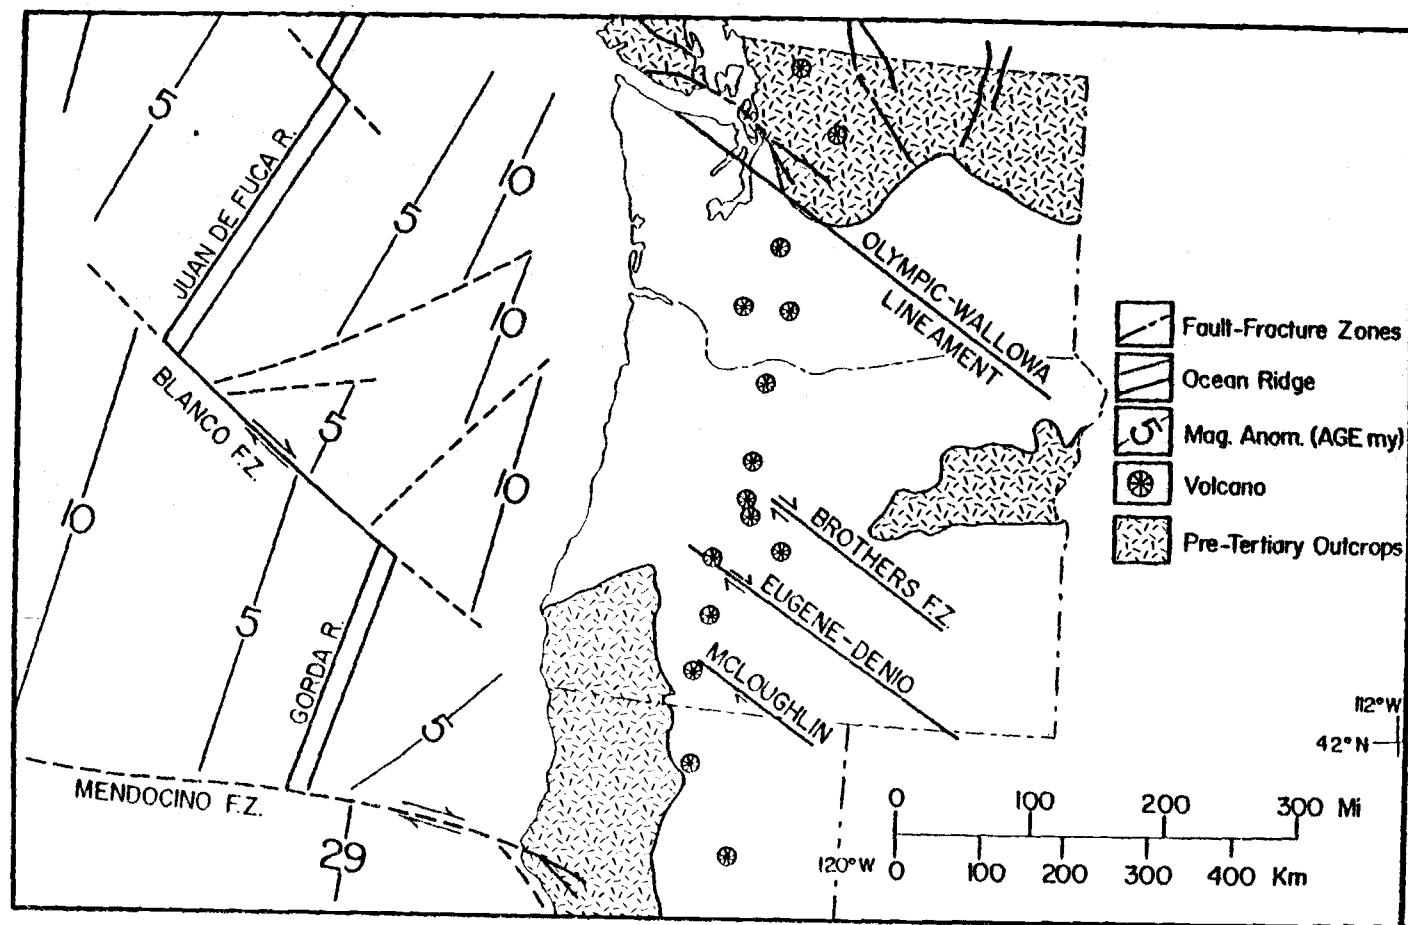 5
JUAN DE FUCA R.
5
10
10
BLANCO F.Z.
5
10
10
5
GORDA R.
5
MENDOCINO F.Z.
29
OLYMPIC-WALLOWA
LINEAMENT
BROTHERS F.Z.
EUGENE-DENIO
MCLOUGHLIN
Fault-Fracture Zones
Ocean Ridge
5 Mag. Anom. (AGE my)
Volcano
Pre-Tertiary Outcrops
112°W
42°N
120°W
0 100 200 300 Mi
0 100 200 300 400 Km